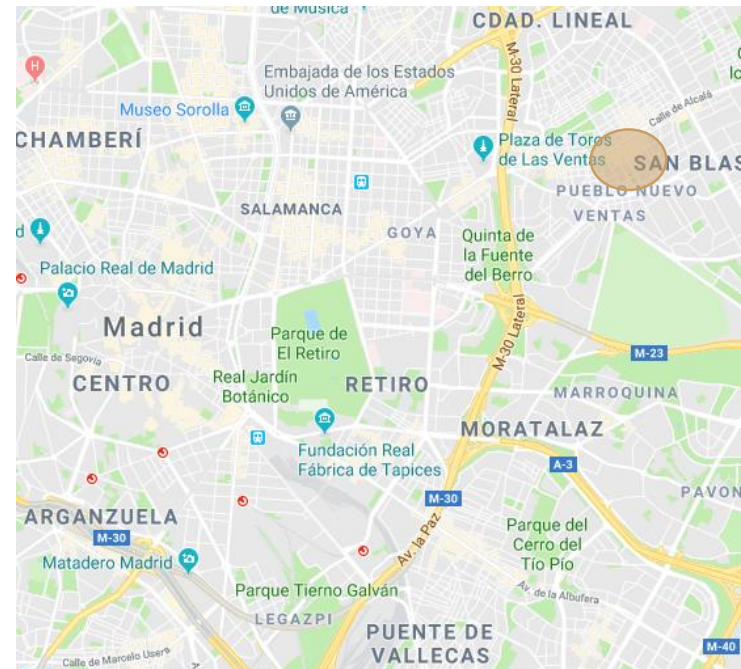 de Música
CDAD. LINEAL
M-30 Lateral
Embajada de los Estados
Unidos de América
Museo Sorolla
Calle de Alcalá
CHAMBERÍ
Plaza de Toros
de Las Ventas
SAN BLAS
PUEBLO NUEVO
VENTAS
SALAMANCA
GOYA
Quinta de
la Fuente
del Berro
Palacio Real de Madrid
Madrid
Parque de
El Retiro
M-30 Lateral
M-23
Calle de Segovia
CENTRO
Real Jardín
Botánico
RETIRO
MARROQUINA
MORATALAZ
Fundación Real
Fábrica de Tapices
A-3
M-30
PAVON
ARGANZUELA
M-30
Av. la Paz
Parque del
Cerro del
Tío Pío
Matadero Madrid
Parque Tierno Galván
Av. de la Albufera
LEGAZPI
PUENTE DE
VALLECAS
M-40
Calle de Marcelo Usera
H